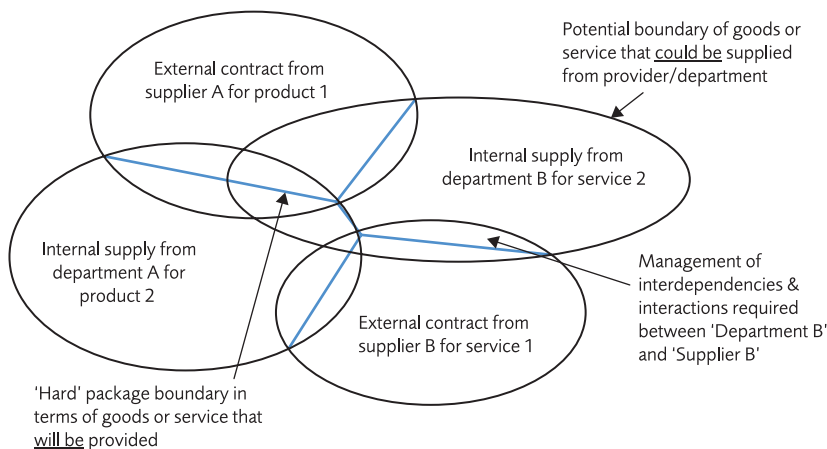 External contract from
supplier A for product 1
Potential boundary of goods or
service that could be supplied
from provider/department
Internal supply from
department B for service 2
Internal supply from
department A for
product 2
Management of
interdependencies &
interactions required
between ‘Department B’
and ‘Supplier B’
External contract from
supplier B for service 1
‘Hard’ package boundary in
terms of goods or service that
will be provided